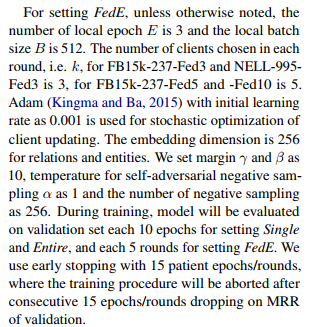 For setting FedE, unless otherwise noted, the
number of local epoch E is 3 and the local batch
size B is 512. The number of clients chosen in each
round, i.e. k, for FB15k-237-Fed3 and NELL-995-
Fed3 is 3, for FB15k-237-Fed5 and -Fed10 is 5.
Adam (Kingma and Ba, 2015) with initial learning
rate as 0.001 is used for stochastic optimization of
client updating. The embedding dimension is 256
for relations and entities. We set margin γ and β as
10, temperature for self-adversarial negative sam-
pling α as 1 and the number of negative sampling
as 256. During training, model will be evaluated
on validation set each 10 epochs for setting Single
and Entire, and each 5 rounds for setting FedE. We
use early stopping with 15 patient epochs/rounds,
where the training procedure will be aborted after
consecutive 15 epochs/rounds dropping on MRR
of validation.